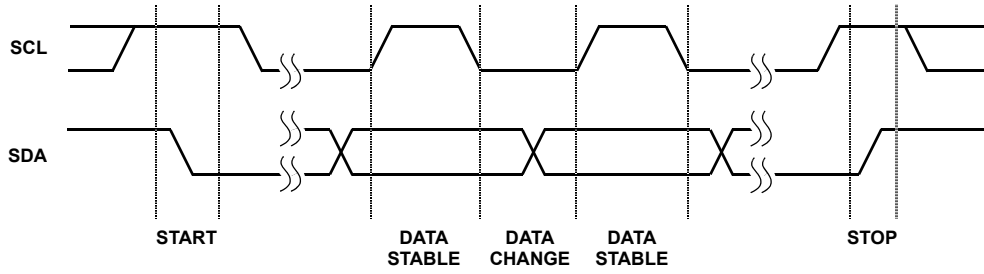 SCL
SDA
START
DATA
STABLE
DATA
CHANGE
DATA
STABLE
STOP